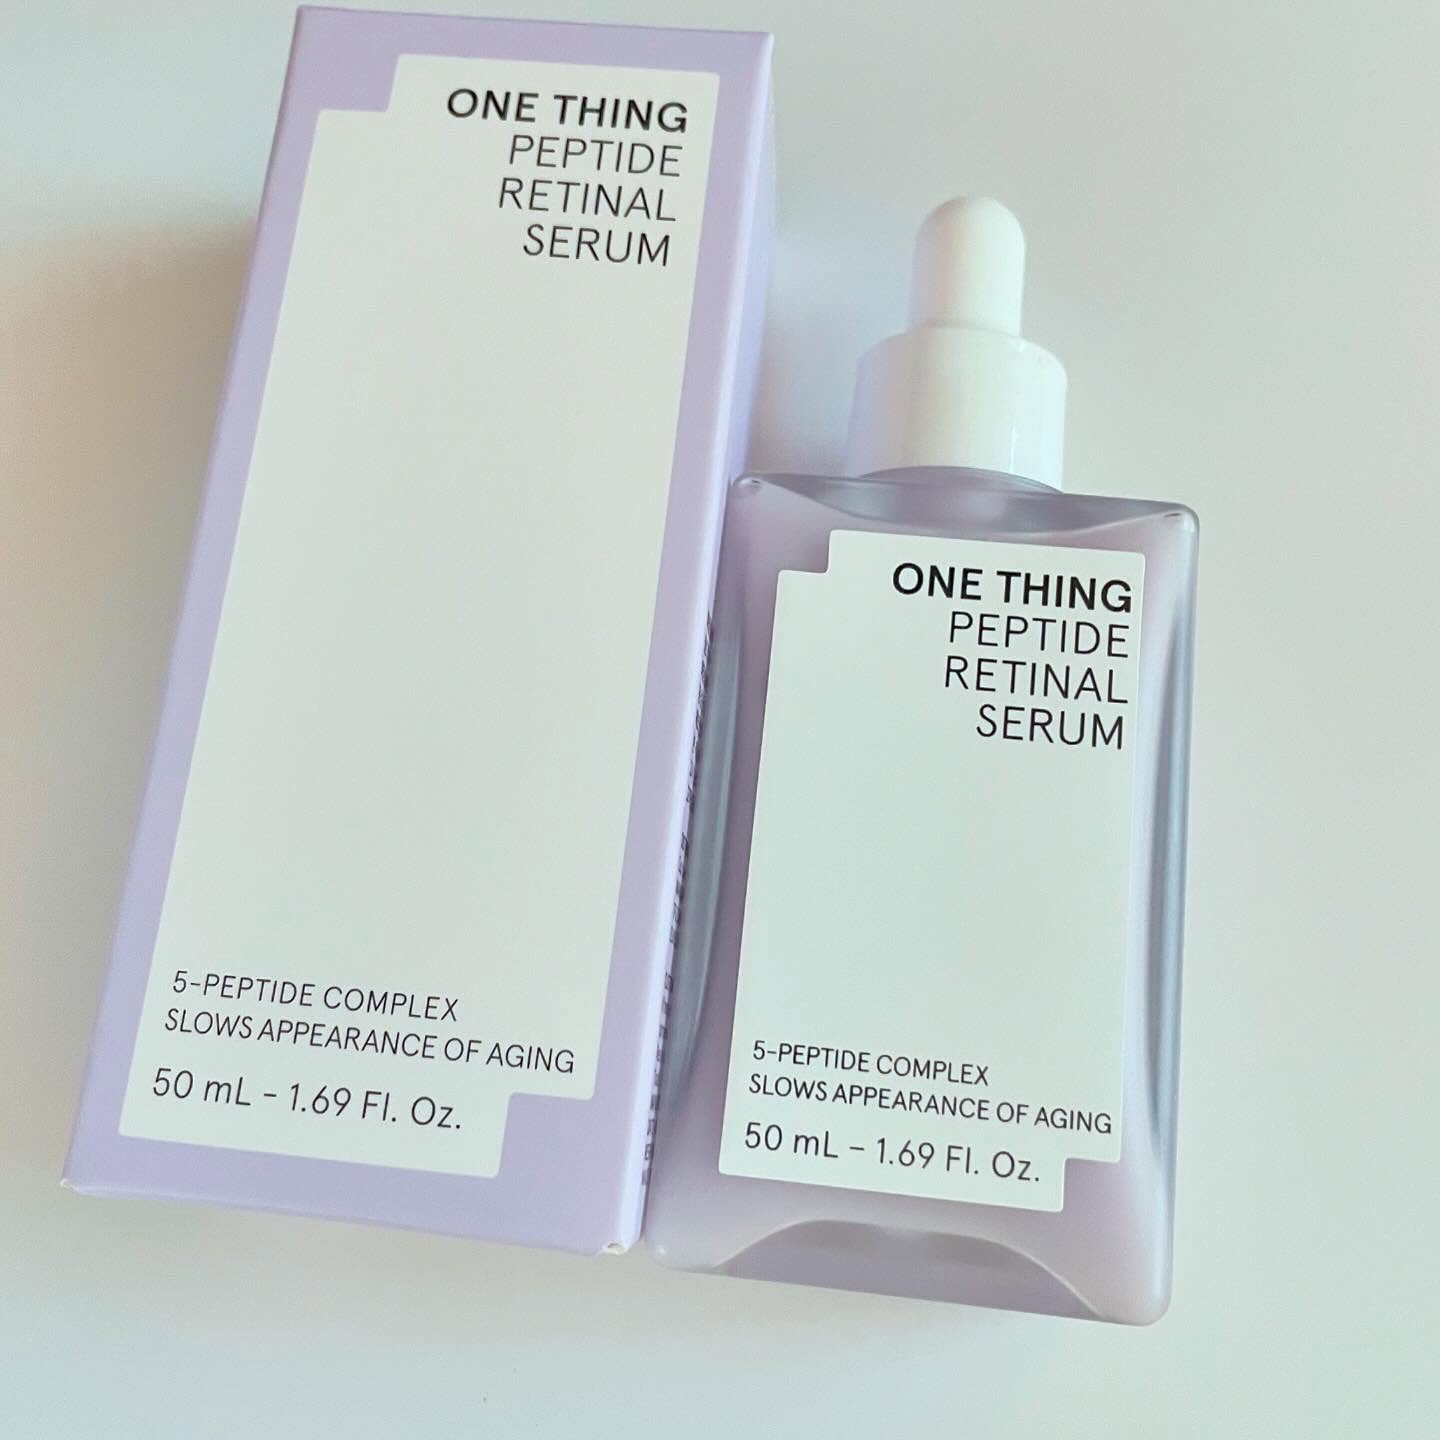 ONE THING
PEPTIDE
RETINAL
SERUM
5-PEPTIDE COMPLEX
SLOWS APPEARANCE OF AGING
50 mL - 1.69 Fl. Oz.
ONE THING
PEPTIDE
RETINAL
SERUM
5-PEPTIDE COMPLEX
SLOWS APPEARANCE OF AGING
50 mL - 1.69 Fl. Oz.